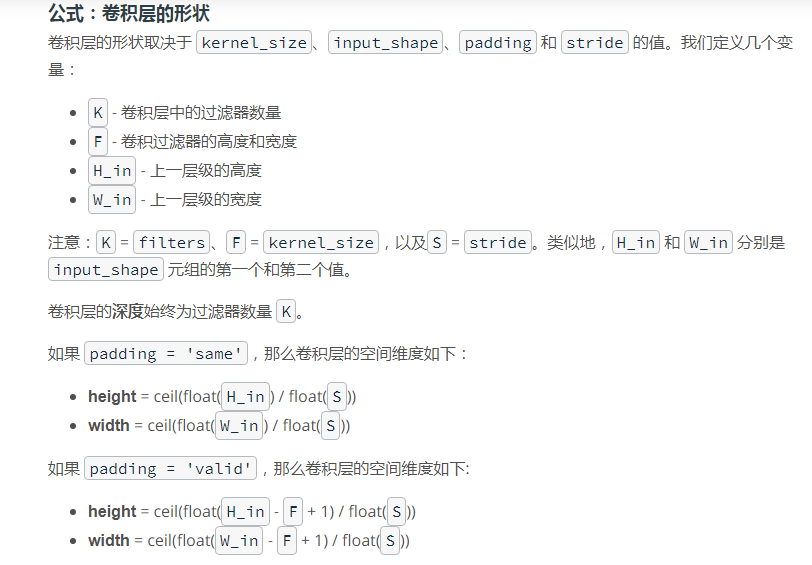 公式：卷积层的形状
卷积层的形状取决于 kernel_size、input_shape、padding 和 stride 的值。我们定义几个变
量：
K - 卷积层中的过滤器数量
F - 卷积过滤器的高度和宽度
H_in - 上一层级的高度
W_in - 上一层级的宽度
注意：K = filters、F = kernel_size，以及S = stride。类似地，H_in 和 W_in 分别是
input_shape 元组的第一个和第二个值。
卷积层的深度始终为过滤器数量 K。
如果 padding = 'same'，那么卷积层的空间维度如下：
height = ceil(float(H_in) / float(S))
width = ceil(float(W_in) / float(S))
如果 padding = 'valid'，那么卷积层的空间维度如下:
height = ceil(float(H_in - F + 1) / float(S))
width = ceil(float(W_in - F + 1) / float(S))